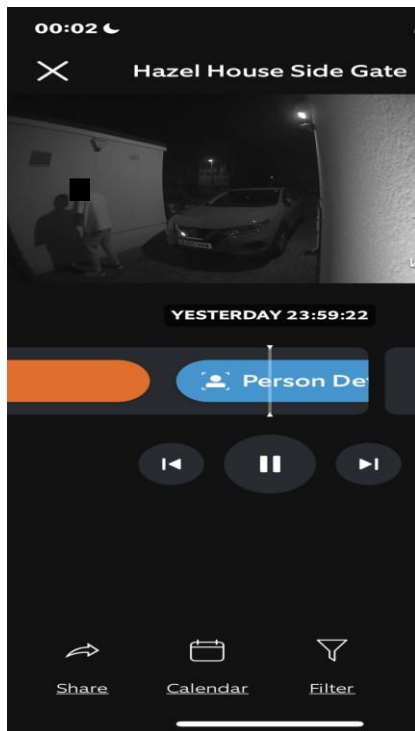 00:02
Hazel House Side Gate
YESTERDAY 23:59:22
Person De
Share
Calendar
Filter